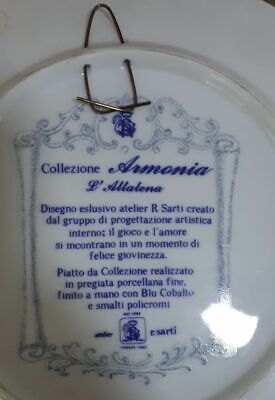 Collezione Armonia
L'Altalena
Disegno eslusivo atelier R Sarti creato
dal gruppo di progettazione artistica
interno; il gioco e l'amore
si incontrano in un momento di
felice giovinezza.
Piatto da Collezione realizzato
in pregiata porcellana fine,
finito a mano con Blu Cobalto
e smalti policromi
atelier r. sarti